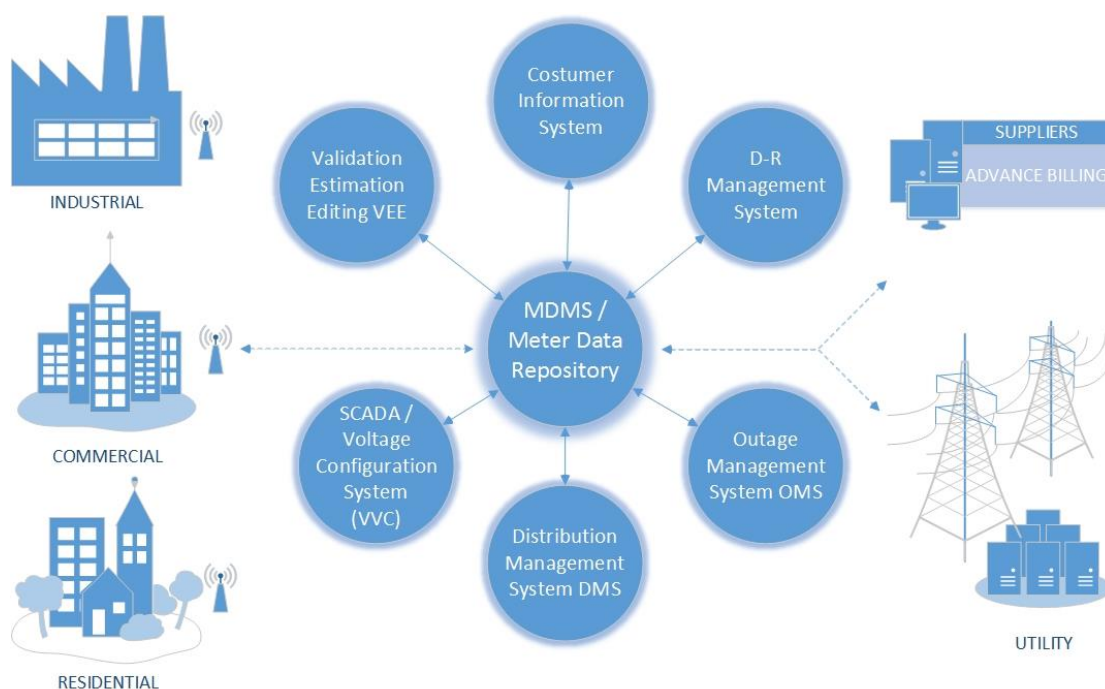 Costumer
Information
System
Validation
Estimation
Editing VEE
D-R
Management
System
SUPPLIERS
ADVANCE BILLING
INDUSTRIAL
MDMS /
Meter Data
Repository
COMMERCIAL
SCADA /
Voltage
Configuration
System
(VVC)
Outage
Management
System OMS
Distribution
Management
System DMS
UTILITY
RESIDENTIAL